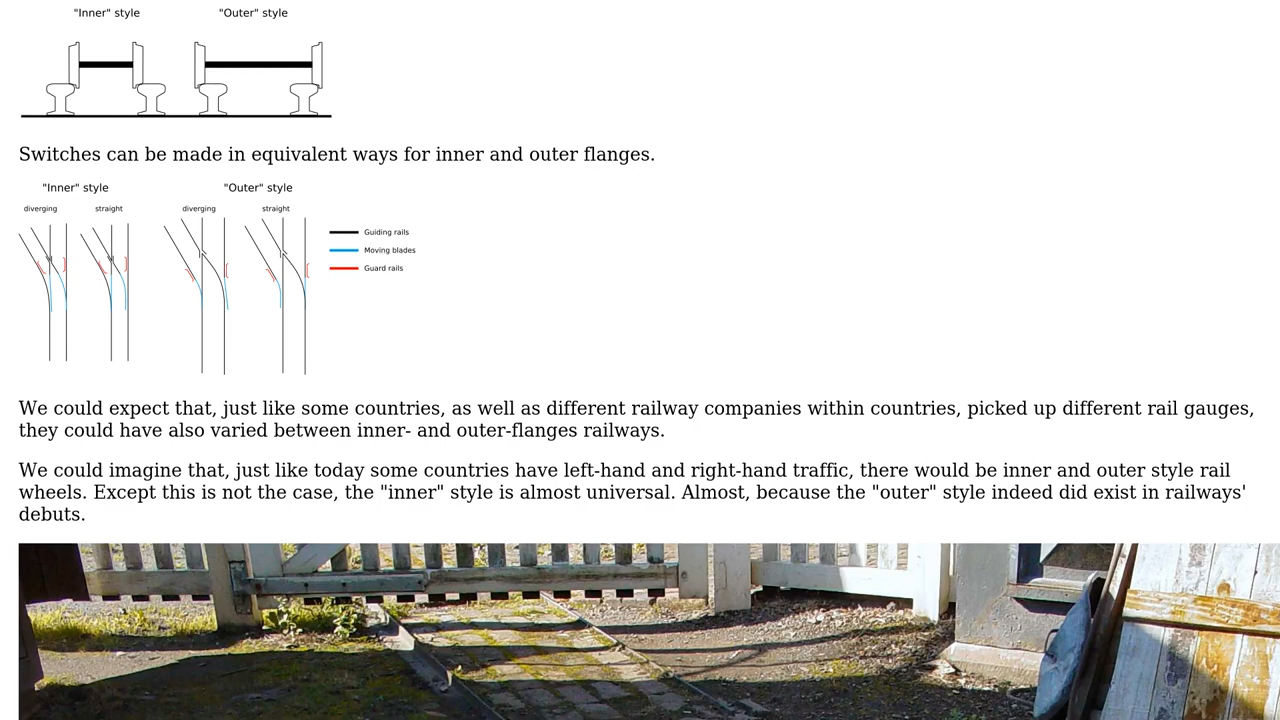 "Inner" style "Outer" style
Switches can be made in equivalent ways for inner and outer flanges.
"Inner" style "Outer" style
diverging straight diverging straight
Guiding rails
Moving blades
Guard rails
We could expect that, just like some countries, as well as different railway companies within countries, picked up different rail gauges,
they could have also varied between inner- and outer-flanges railways.
We could imagine that, just like today some countries have left-hand and right-hand traffic, there would be inner and outer style rail
wheels. Except this is not the case, the "inner" style is almost universal. Almost, because the "outer" style indeed did exist in railways'
debuts.